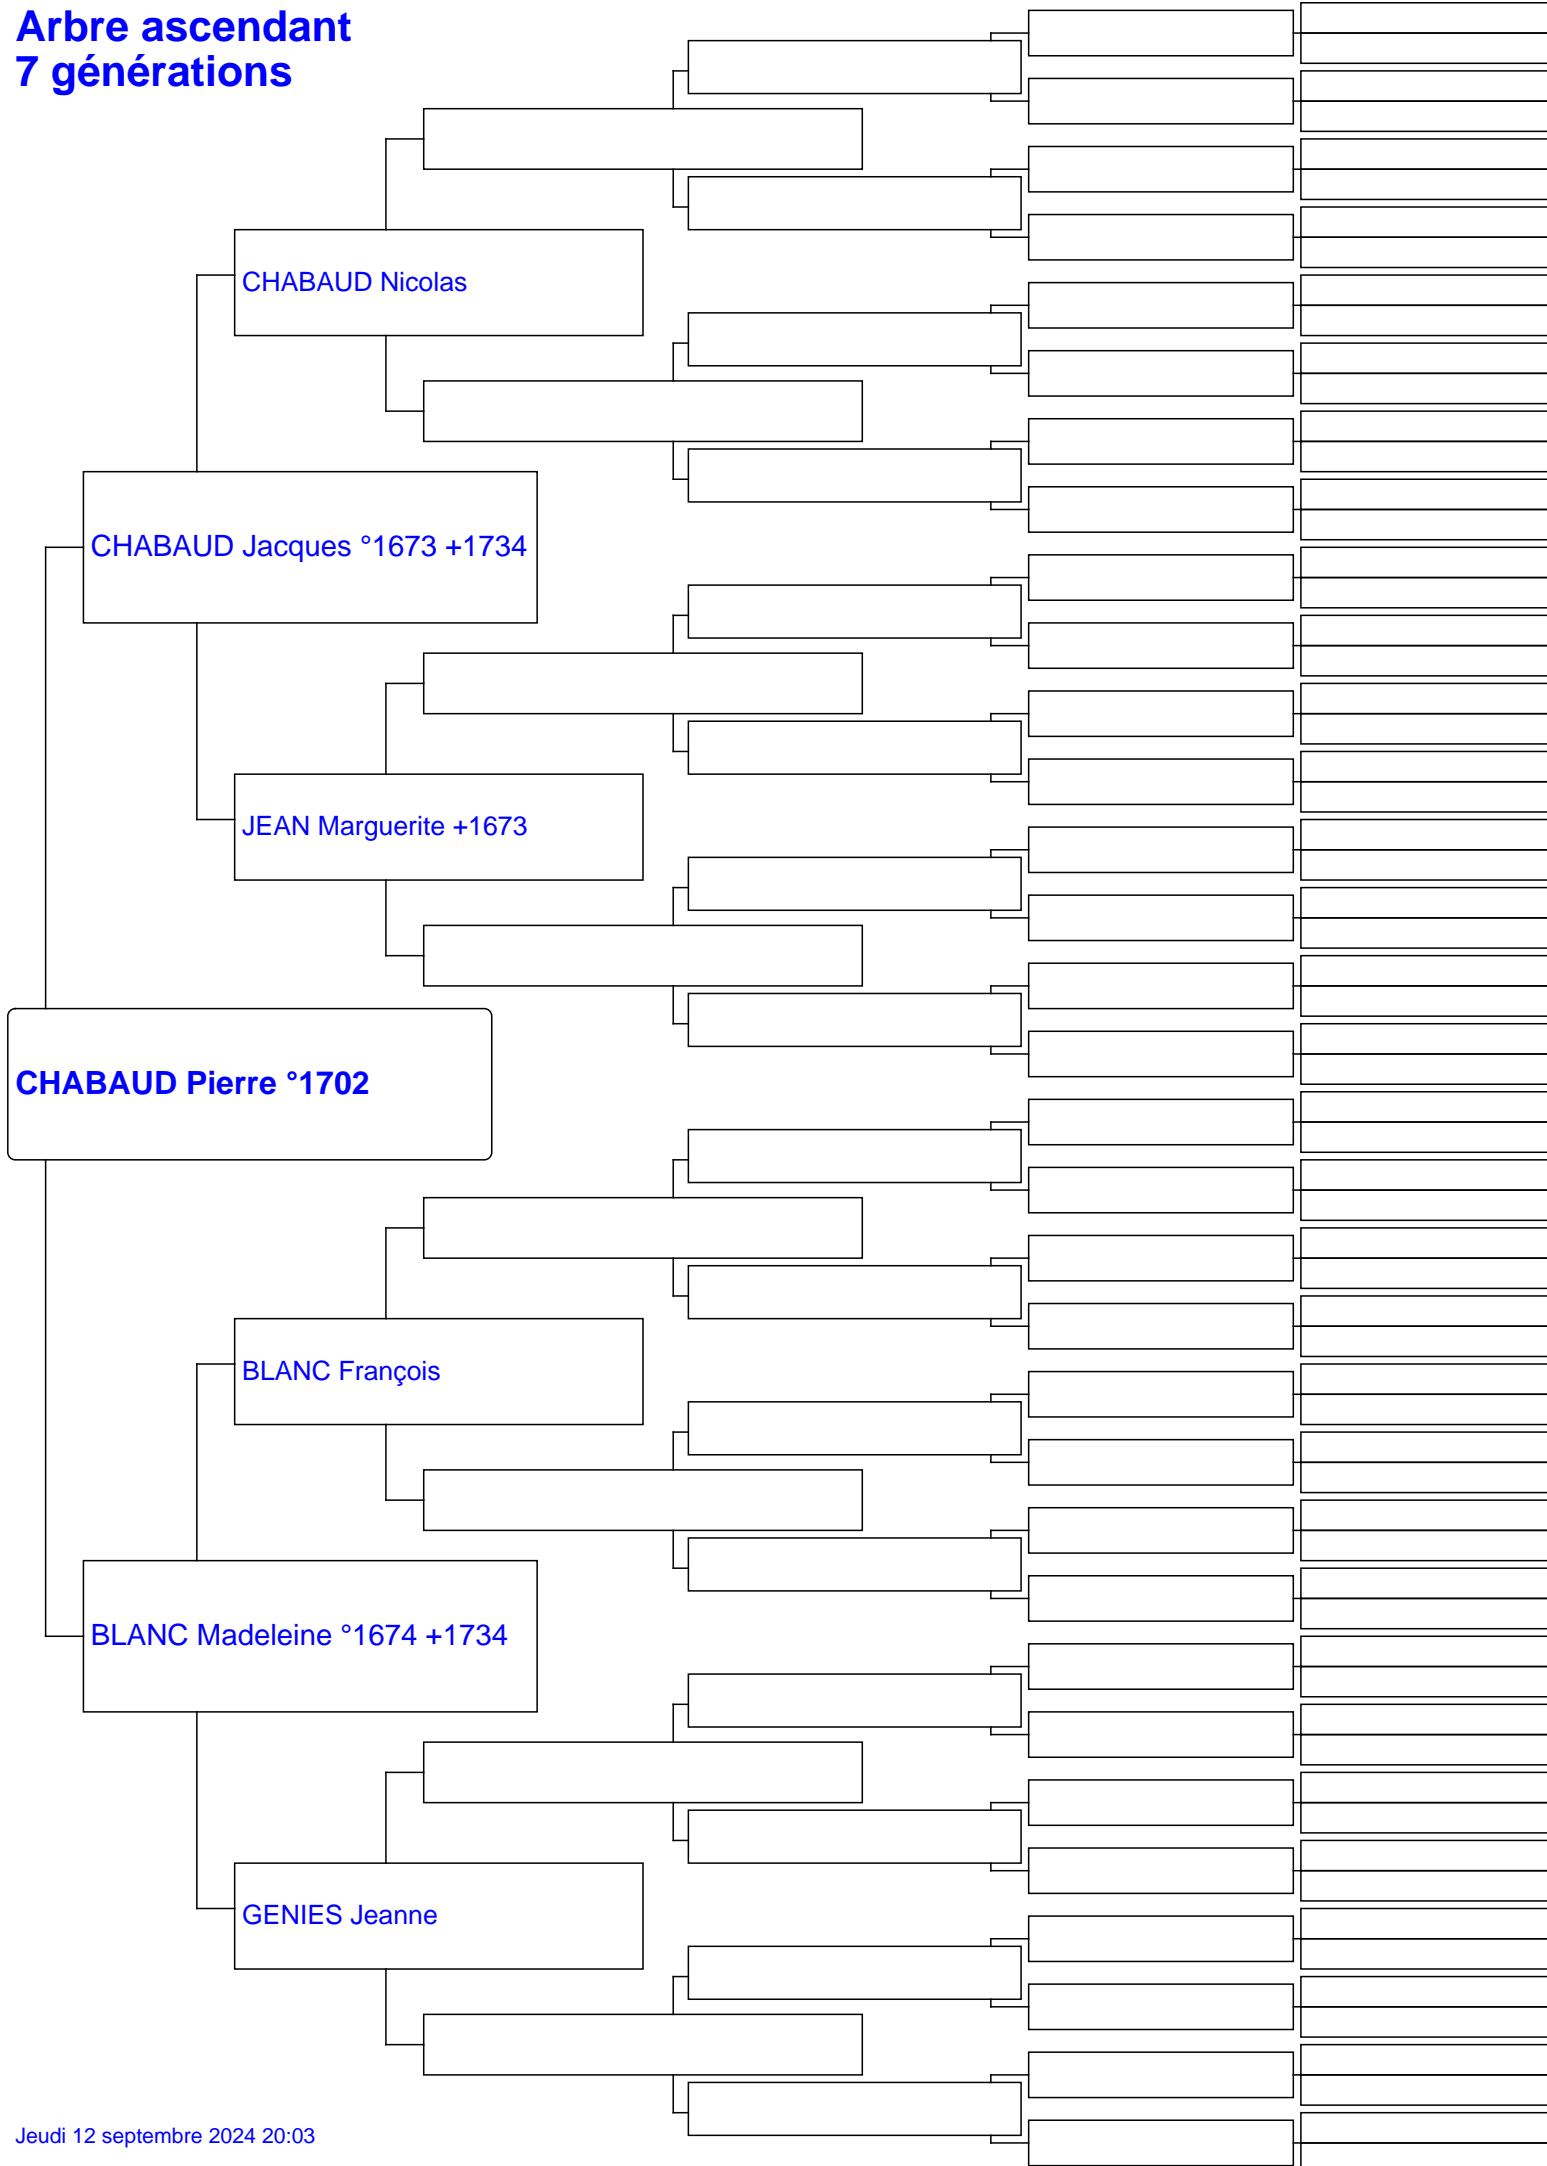 Arbre ascendant
7 générations
CHABAUD Nicolas
CHABAUD Jacques °1673 +1734
JEAN Marguerite +1673
CHABAUD Pierre °1702
BLANC François
BLANC Madeleine °1674 +1734
GENIES Jeanne
Jeudi 12 septembre 2024 20:03